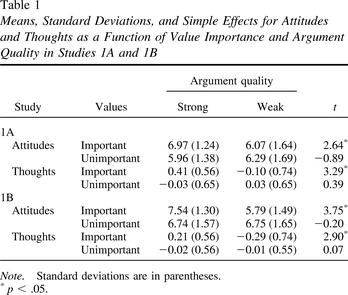 Table 1
Means, Standard Deviations, and Simple Effects for Attitudes
and Thoughts as a Function of Value Importance and Argument
Quality in Studies 1A and 1B
Argument quality
Study Values Strong Weak t
1A
Attitudes Important 6.97 (1.24) 6.07 (1.64) 2.64*
Unimportant 5.96 (1.38) 6.29 (1.69) −0.89
Thoughts Important 0.41 (0.56) −0.10 (0.74) 3.29*
Unimportant −0.03 (0.65) 0.03 (0.65) 0.39
1B
Attitudes Important 7.54 (1.30) 5.79 (1.49) 3.75*
Unimportant 6.74 (1.57) 6.75 (1.65) −0.20
Thoughts Important 0.21 (0.56) −0.29 (0.74) 2.90*
Unimportant −0.02 (0.56) −0.01 (0.55) 0.07
Note. Standard deviations are in parentheses.
* p < .05.